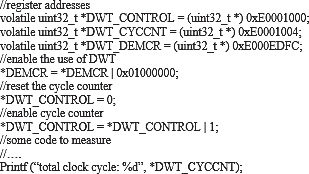 //register addresses
volatile uint32_t *DWT_CONTROL = (uint32_t *) 0xE0001000;
volatile uint32_t *DWT_CYCCNT = (uint32_t *) 0xE0001004;
volatile uint32_t *DWT_DEMCR = (uint32_t *) 0xE000EDFC;
//enable the use of DWT
*DEMCR = *DEMCR | 0x01000000;
//reset the cycle counter
*DWT_CONTROL = 0;
//enable cycle counter
*DWT_CONTROL = *DWT_CONTROL | 1;
//some code to measure
//....
Printf (“total clock cycle: %d”, *DWT_CYCCNT);